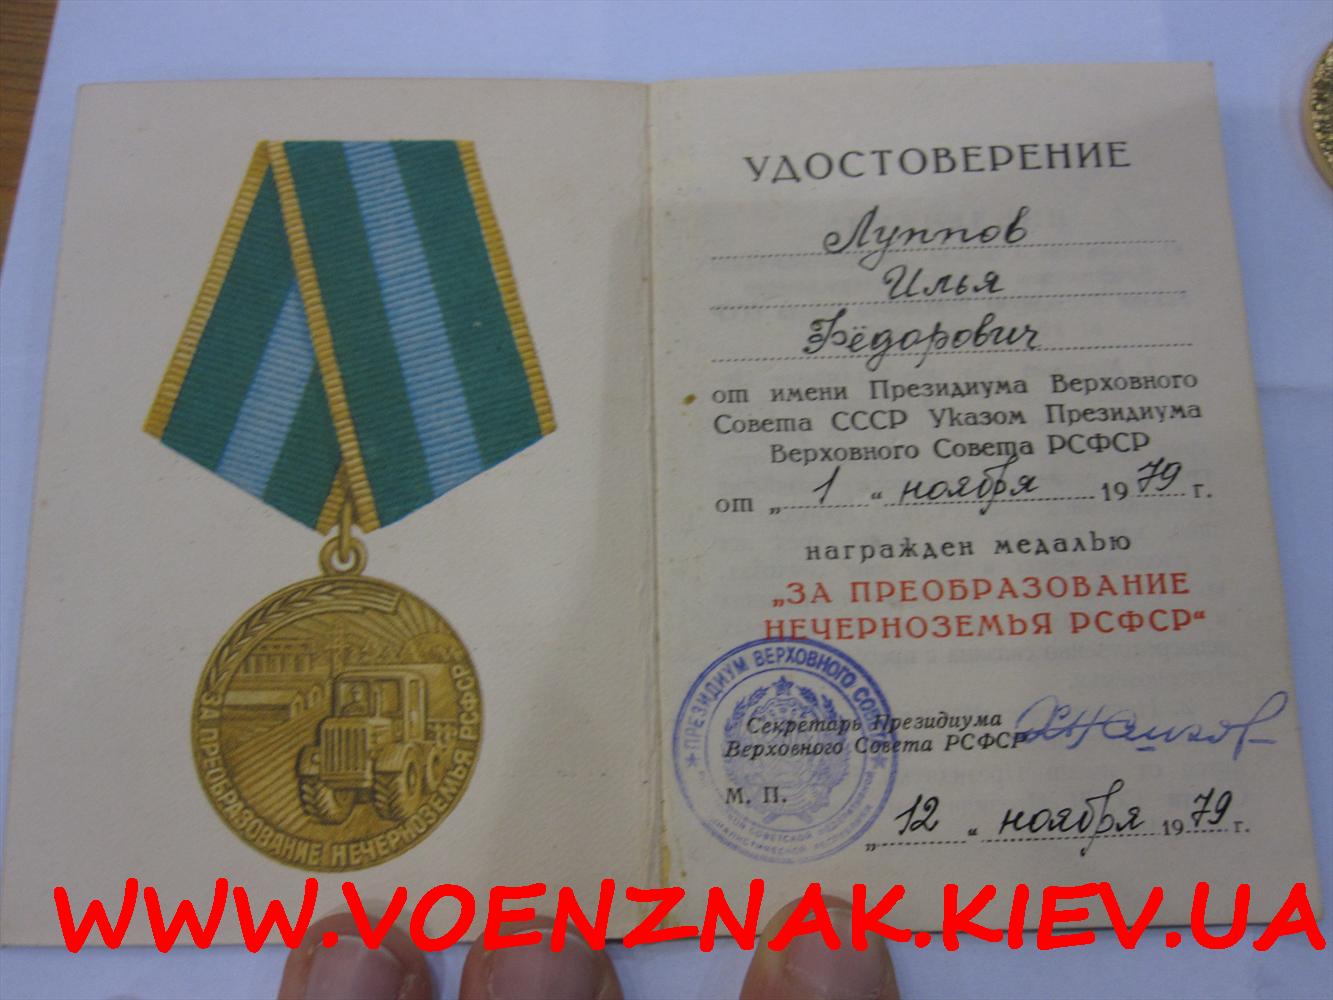 УДОСТОВЕРЕНИЕ
Луппов
Илья
Фёдорович
от имени Президиума Верховного
Совета СССР Указом Президиума
Верховного Совета РСФСР
от „ 1 “ ноября 1979 г.
награжден медалью
„ЗА ПРЕОБРАЗОВАНИЕ
НЕЧЕРНОЗЕМЬЯ РСФСР“
Секретарь Президиума
Верховного Совета РСФСР
М. П.
„ 12 “ ноября 1979 г.
ПРЕЗИДИУМ ВЕРХОВНОГО СОВЕТА
ЗА ПРЕОБРАЗОВАНИЕ НЕЧЕРНОЗЕМЬЯ РСФСР
WWW.VOENZNAK.KIEV.UA